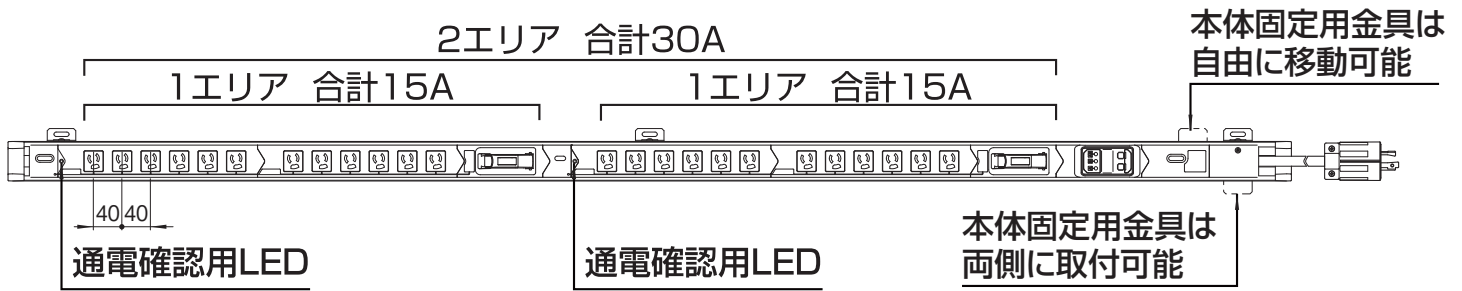 本体固定用金具は
自由に移動可能
2エリア 合計30A
1エリア 合計15A
1エリア 合計15A
40 40
通電確認用LED
通電確認用LED
本体固定用金具は
両側に取付可能